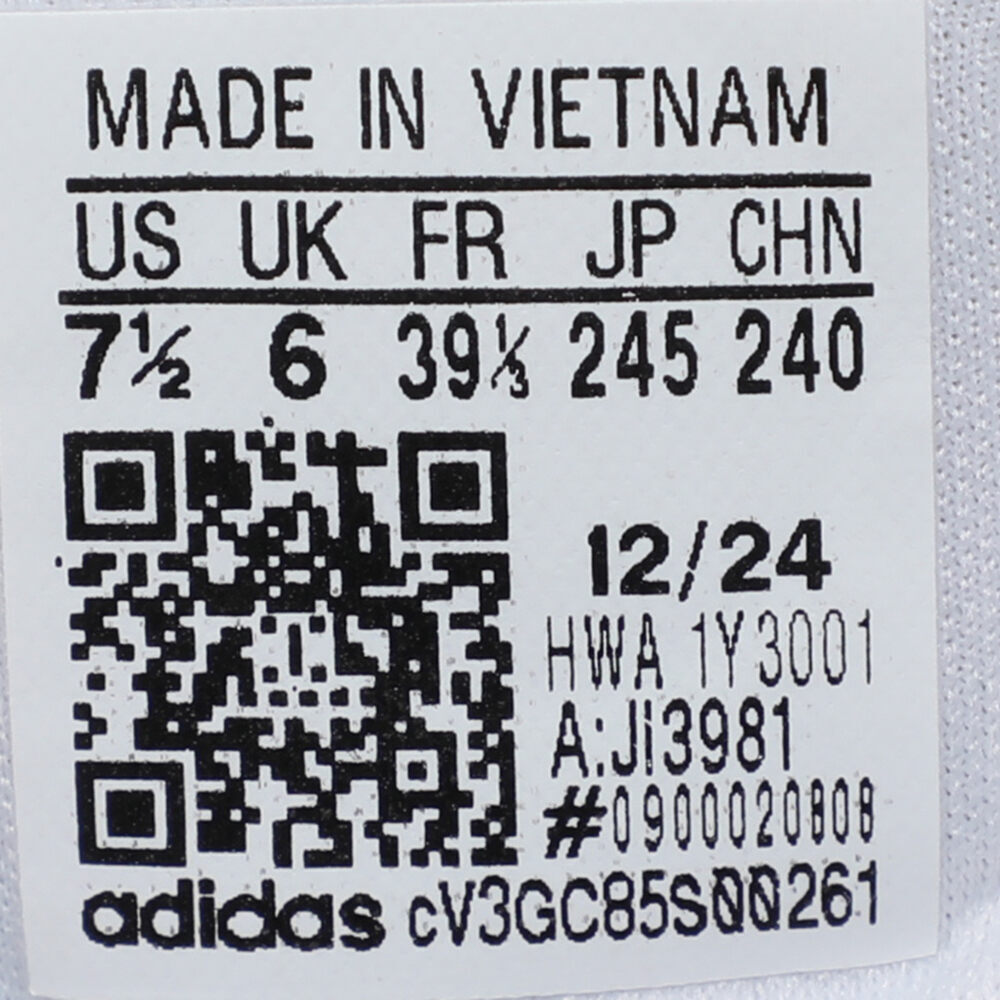 MADE IN VIETNAM
US UK FR JP CHN
7½ 6 39⅓ 245 240
12/24
HWA 1Y3001
A:Ji3981
#0900020808
adidas cV3GC85S00261